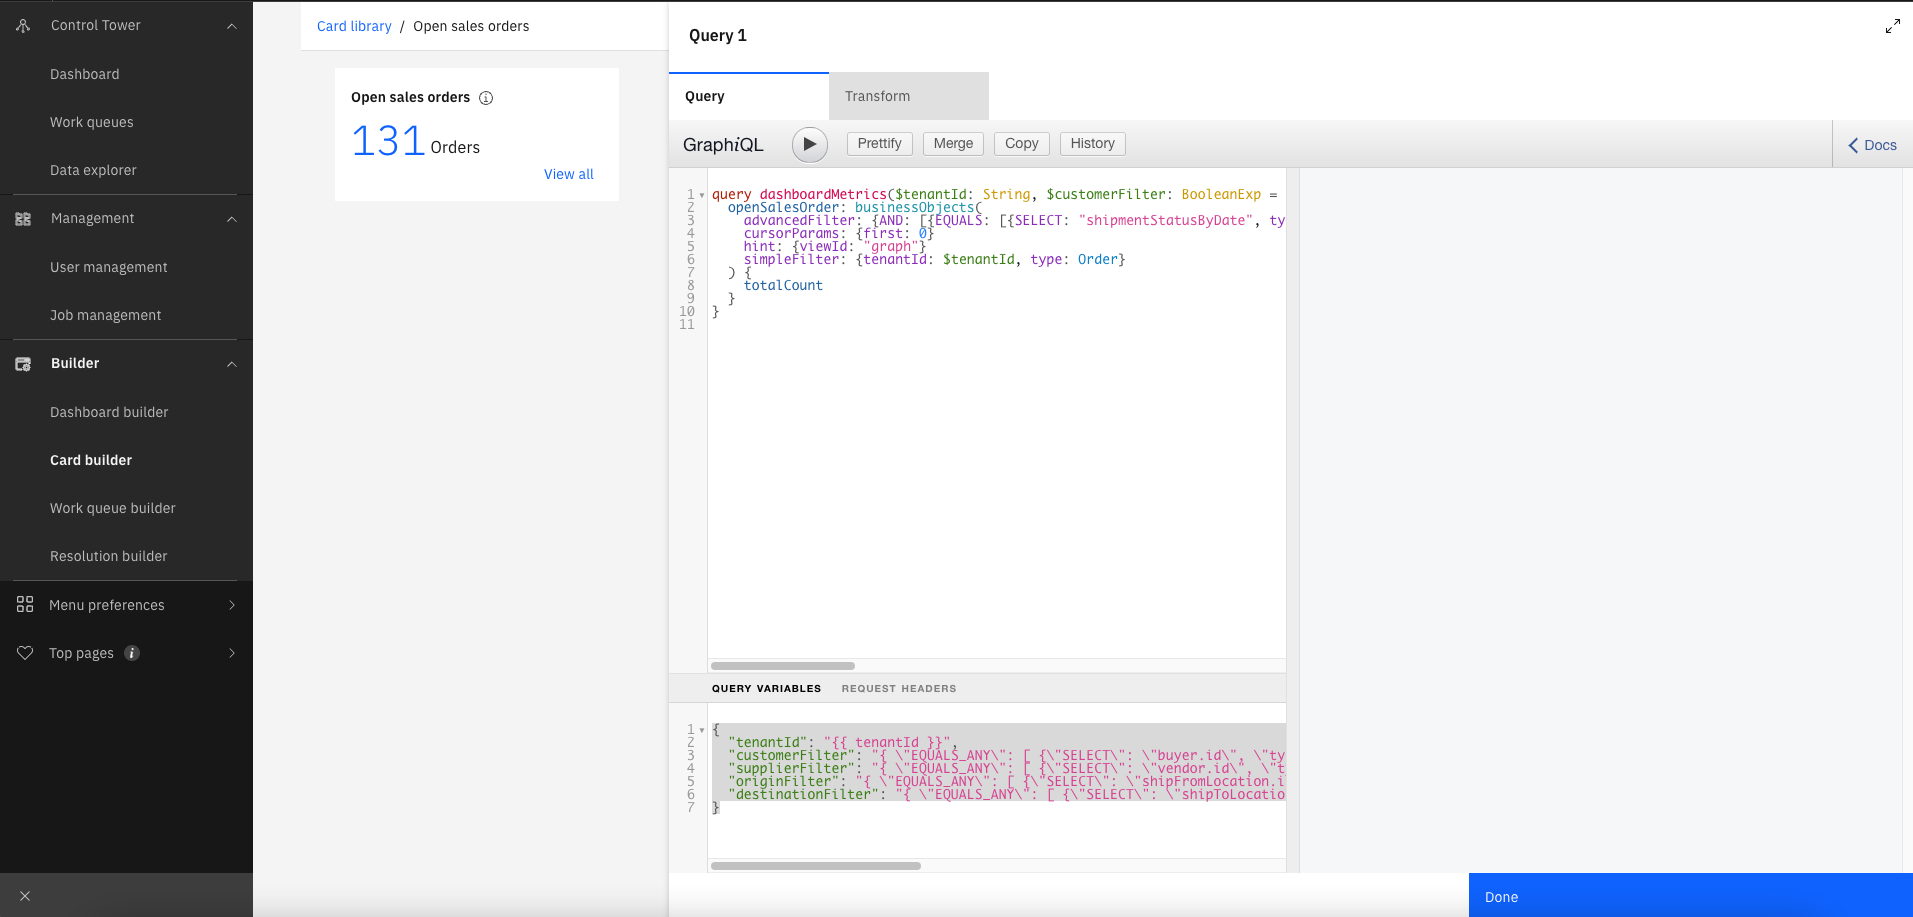 Control Tower
Dashboard
Work queues
Data explorer
Management
User management
Job management
Builder
Dashboard builder
Card builder
Work queue builder
Resolution builder
Menu preferences
Top pages
Card library / Open sales orders
Open sales orders
131 Orders
View all
Query 1
Query
Transform
GraphiQL
Prettify
Merge
Copy
History
Docs
1 query dashboardMetrics($tenantId: String, $customerFilter: BooleanExp =
2 openSalesOrder: businessObjects(
3 advancedFilter: {AND: [{EQUALS: [{SELECT: "shipmentStatusByDate", ty
4 cursorParams: {first: 0}
5 hint: {viewId: "graph"}
6 simpleFilter: {tenantId: $tenantId, type: Order}
7 ) {
8 totalCount
9 }
10 }
11
QUERY VARIABLES
REQUEST HEADERS
1 {
2 "tenantId": "{{ tenantId }}",
3 "customerFilter": "{ \"EQUALS_ANY\": [ {\"SELECT\": \"buyer.id\", \"ty
4 "supplierFilter": "{ \"EQUALS_ANY\": [ {\"SELECT\": \"vendor.id\", \"t
5 "originFilter": "{ \"EQUALS_ANY\": [ {\"SELECT\": \"shipFromLocation.i
6 "destinationFilter": "{ \"EQUALS_ANY\": [ {\"SELECT\": \"shipToLocatio
7 }
Done